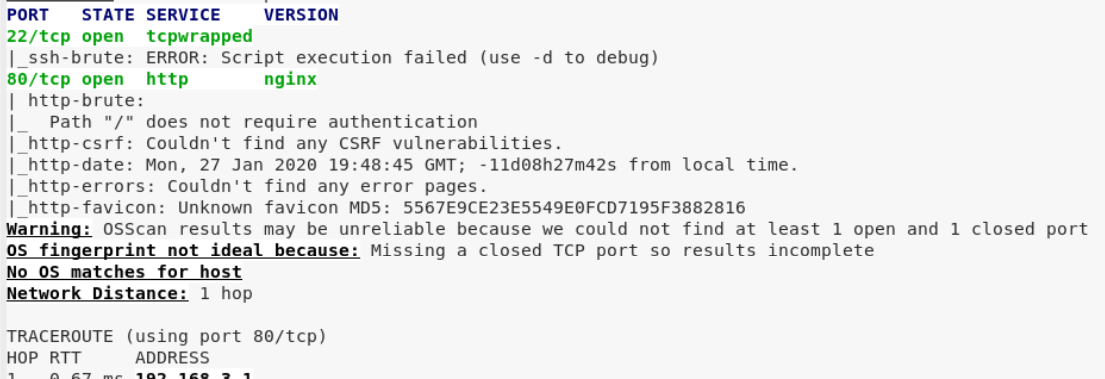 PORT   STATE SERVICE    VERSION
22/tcp open  tcpwrapped
|_ssh-brute: ERROR: Script execution failed (use -d to debug)
80/tcp open  http       nginx
| http-brute:
|_  Path "/" does not require authentication
|_http-csrf: Couldn't find any CSRF vulnerabilities.
|_http-date: Mon, 27 Jan 2020 19:48:45 GMT; -11d08h27m42s from local time.
|_http-errors: Couldn't find any error pages.
|_http-favicon: Unknown favicon MD5: 5567E9CE23E5549E0FCD7195F3882816
Warning: OSScan results may be unreliable because we could not find at least 1 open and 1 closed port
OS fingerprint not ideal because: Missing a closed TCP port so results incomplete
No OS matches for host
Network Distance: 1 hop
TRACEROUTE (using port 80/tcp)
HOP RTT     ADDRESS
1   0.67 ms 192.168.3.1